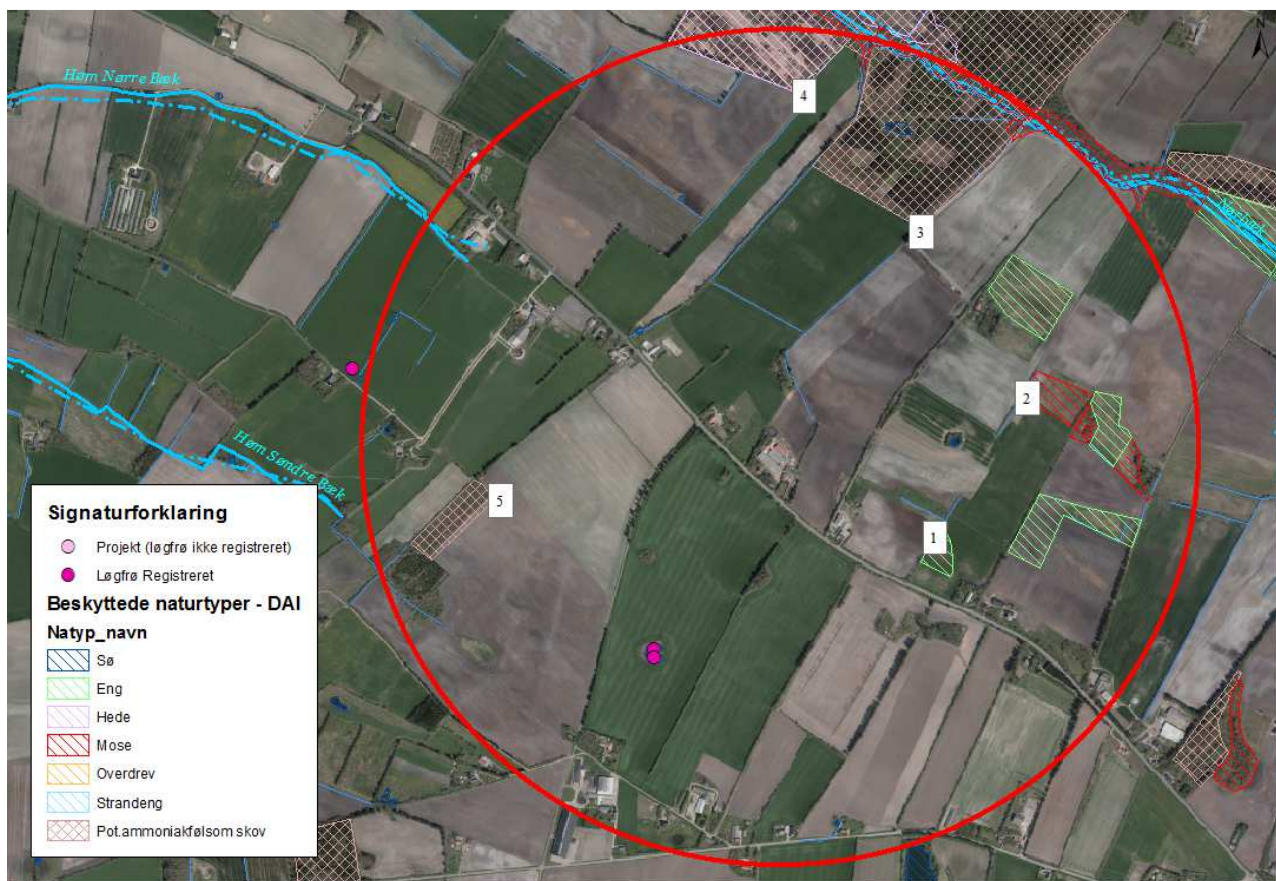 Høm Nørre Bæk
4
3
Nørbæk
2
Høm Søndre Bæk
5
1
Signaturforklaring
Projekt (løgfrø ikke registreret)
Løgfrø Registreret
Beskyttede naturtyper - DAI
Natyp_navn
Sø
Eng
Hede
Mose
Overdrev
Strandeng
Pot.ammoniakfølsom skov